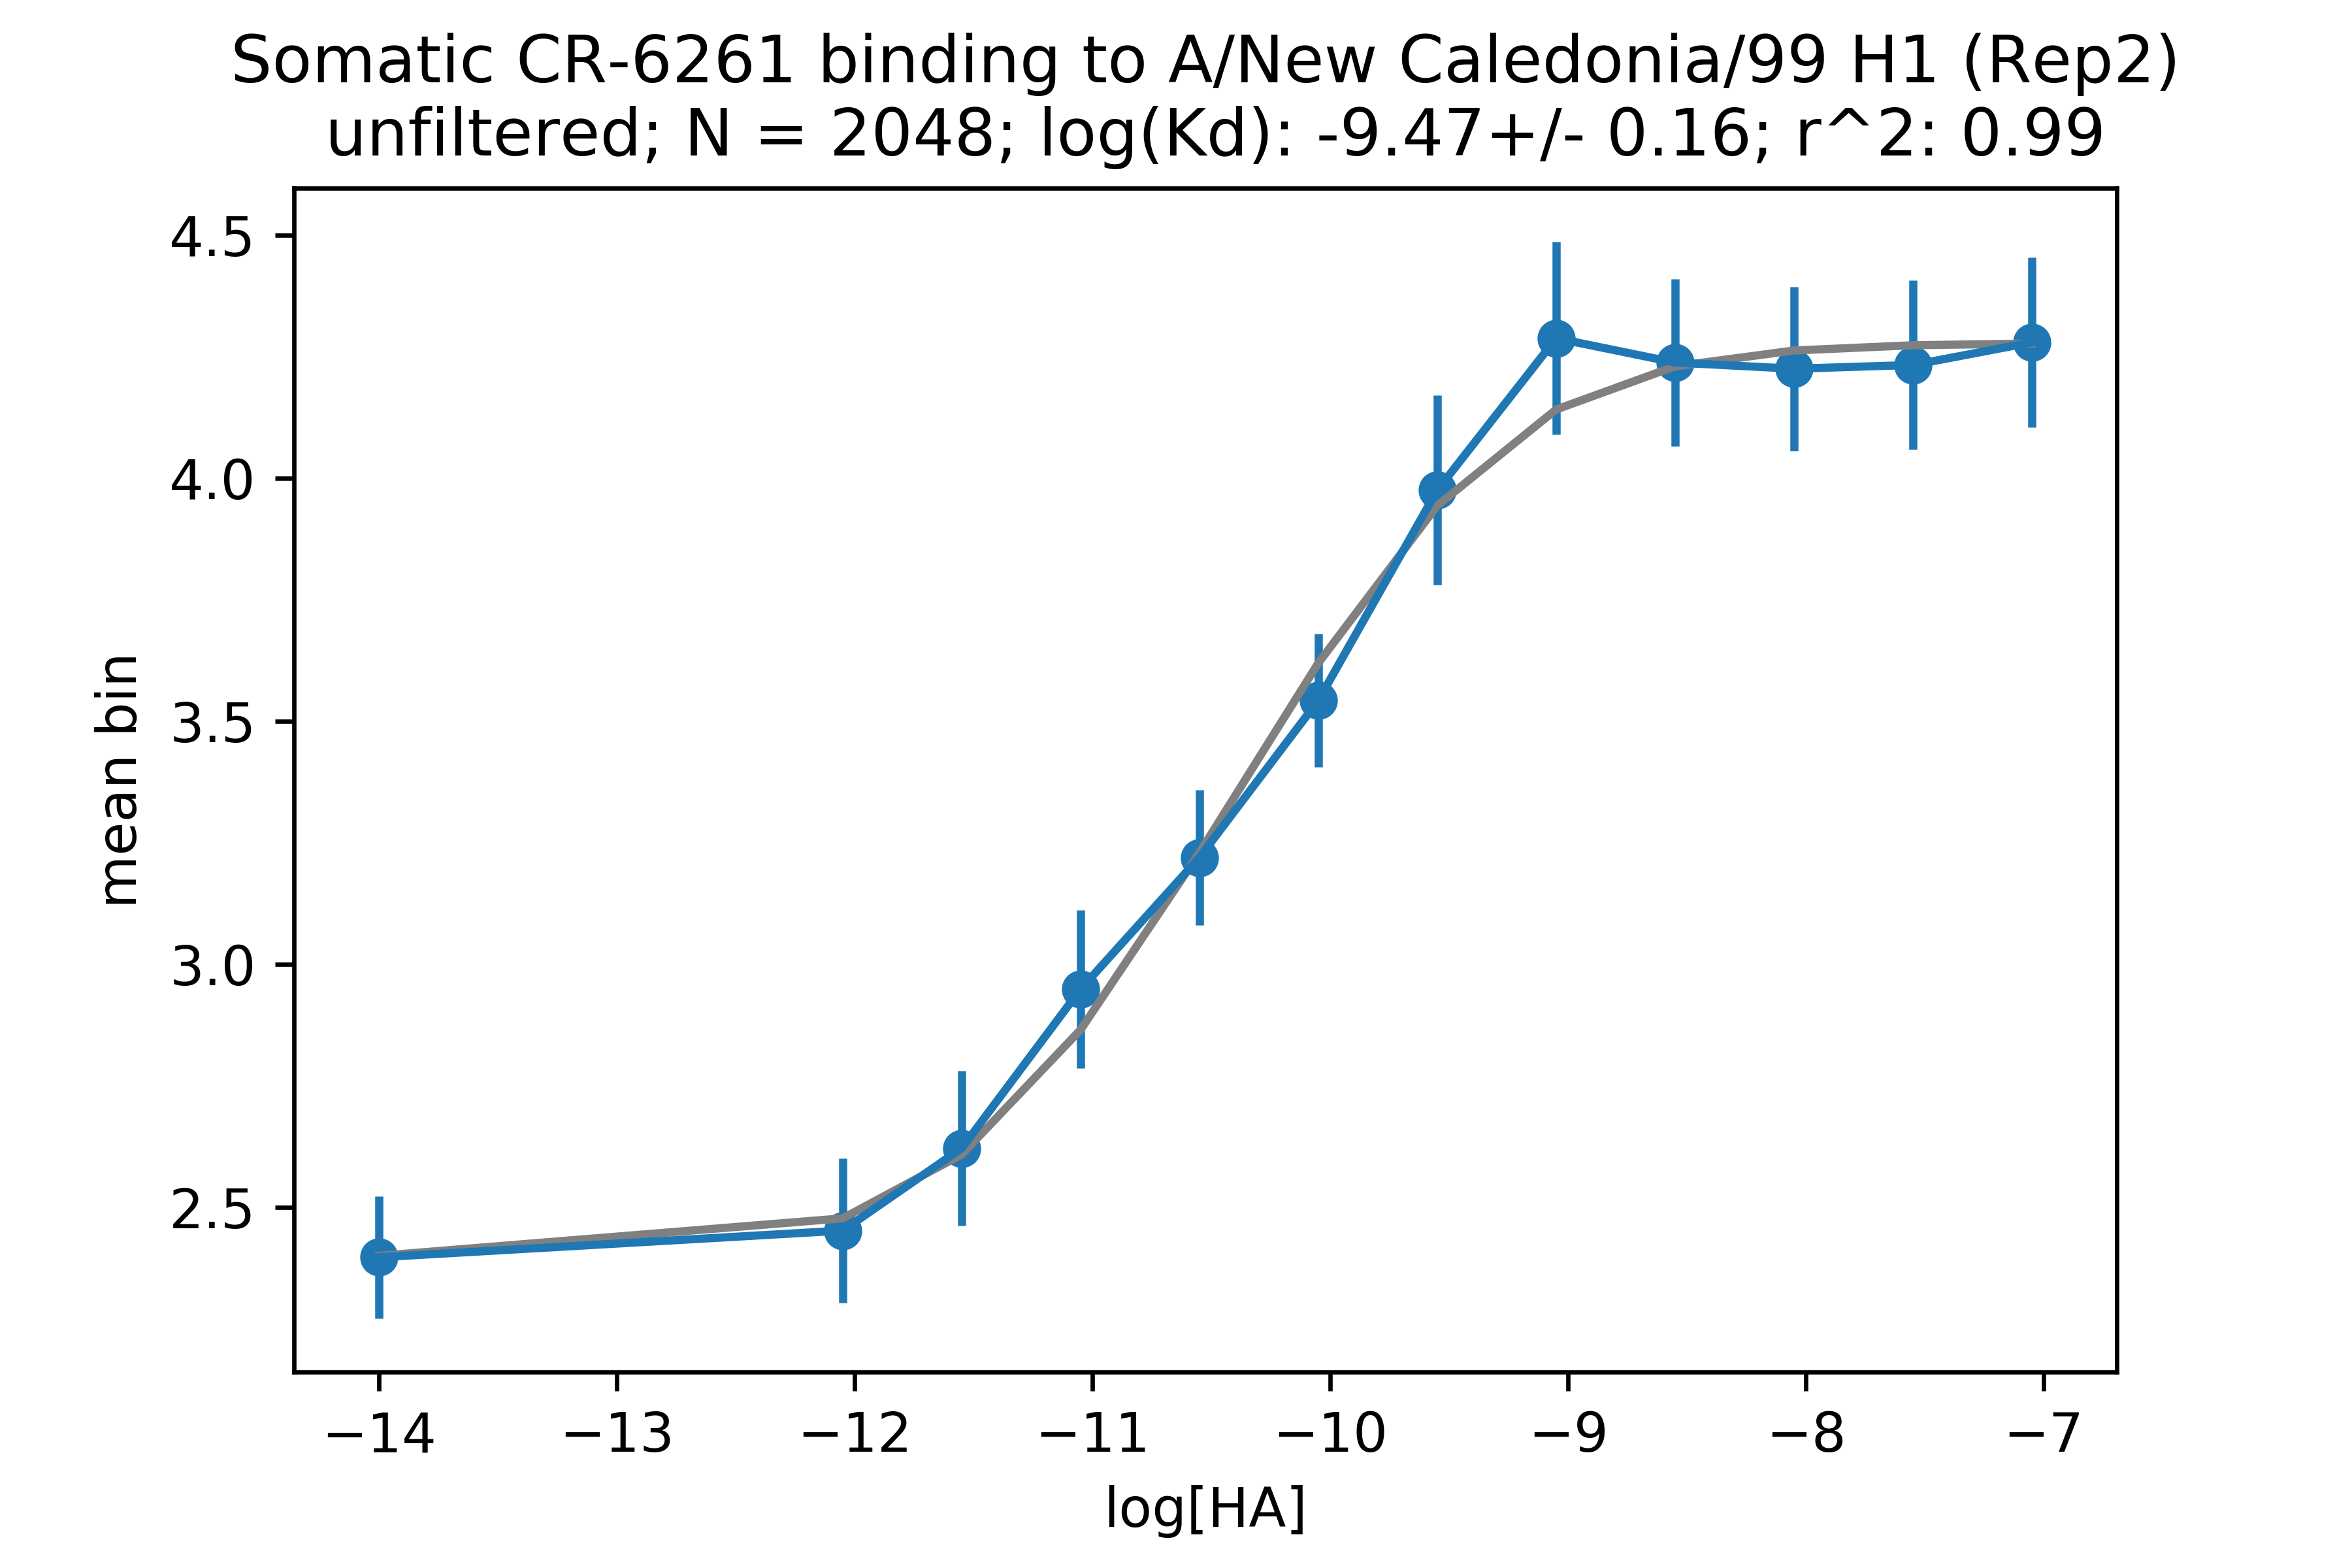 Somatic CR-6261 binding to A/New Caledonia/99 H1 (Rep2)
unfiltered; N = 2048; log(Kd): -9.47+/- 0.16; r^2: 0.99
4.5
4.0
3.5
3.0
2.5
mean bin
−14 −13 −12 −11 −10 −9 −8 −7
log[HA]